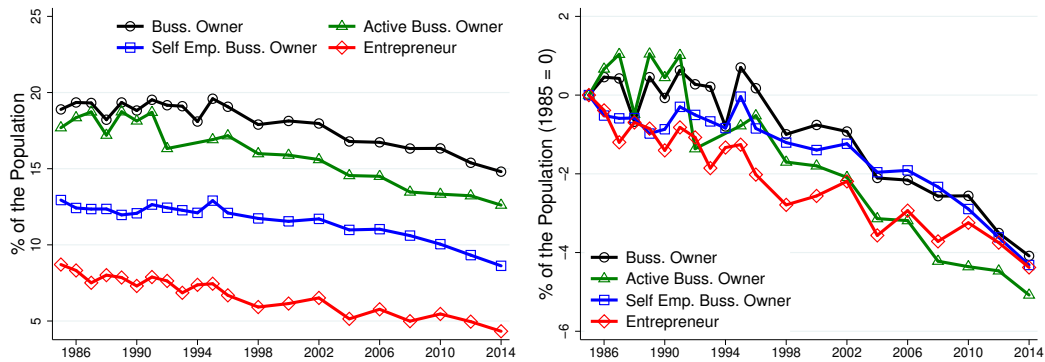 % of the Population
25
20
15
10
5
Buss. Owner
Active Buss. Owner
Self Emp. Buss. Owner
Entrepreneur
1986 1990 1994 1998 2002 2006 2010 2014
% of the Population (1985 = 0)
2
0
-2
-4
-6
Buss. Owner
Active Buss. Owner
Self Emp. Buss. Owner
Entrepreneur
1986 1990 1994 1998 2002 2006 2010 2014